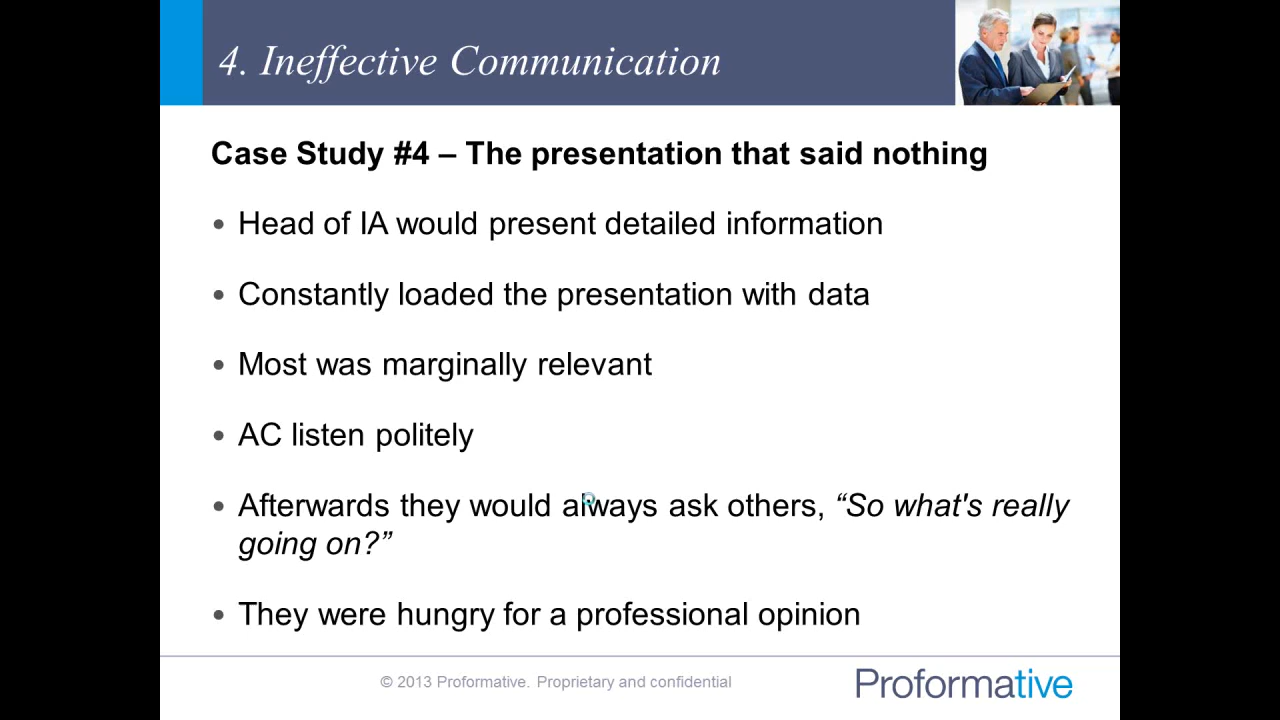 4. Ineffective Communication
Case Study #4 – The presentation that said nothing
• Head of IA would present detailed information
• Constantly loaded the presentation with data
• Most was marginally relevant
• AC listen politely
• Afterwards they would always ask others, “So what's really
going on?”
• They were hungry for a professional opinion
© 2013 Proformative. Proprietary and confidential
Proformative